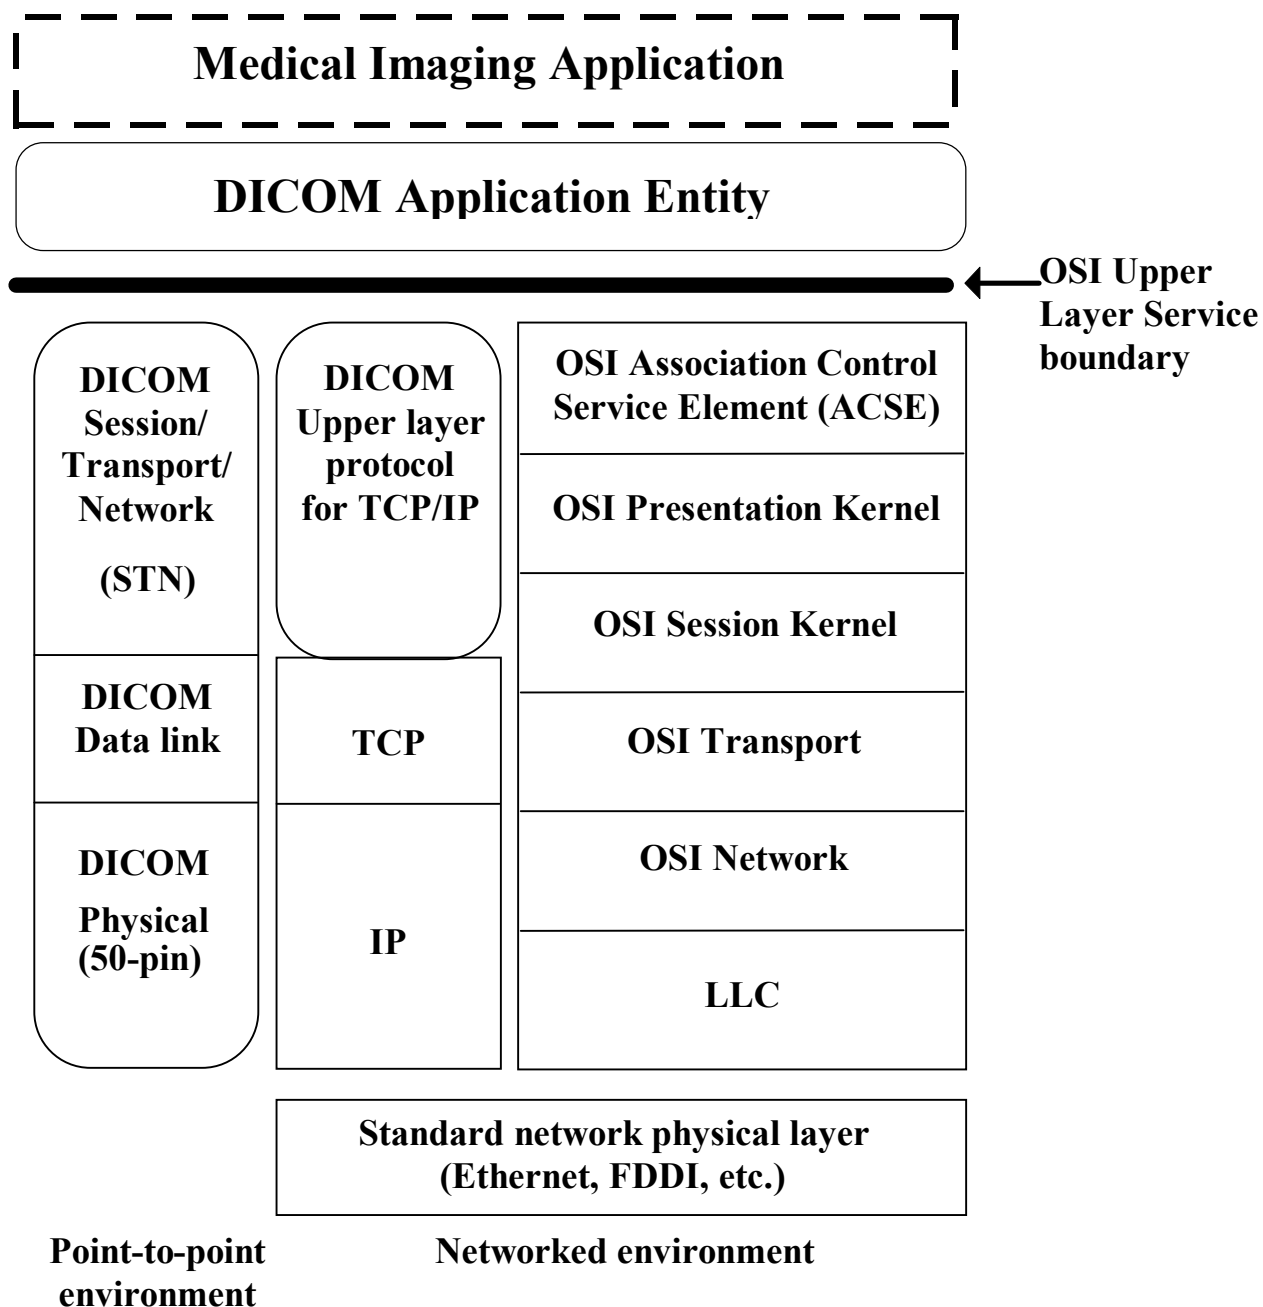 Medical Imaging Application
DICOM Application Entity
OSI Upper
Layer Service
boundary
DICOM
Session/
Transport/
Network
(STN)
DICOM
Data link
DICOM
Physical
(50-pin)
DICOM
Upper layer
protocol
for TCP/IP
TCP
IP
OSI Association Control
Service Element (ACSE)
OSI Presentation Kernel
OSI Session Kernel
OSI Transport
OSI Network
LLC
Standard network physical layer
(Ethernet, FDDI, etc.)
Point-to-point
environment
Networked environment